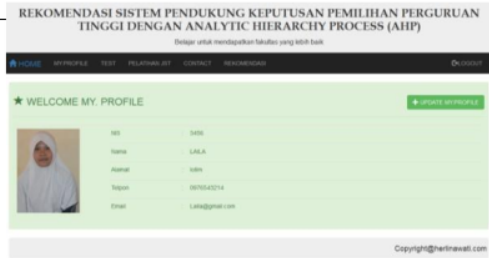 REKOMENDASI SISTEM PENDUKUNG KEPUTUSAN PEMILIHAN PERGURUAN
TINGGI DENGAN ANALYTIC HIERARCHY PROCESS (AHP)
Belajar untuk mendapatkan fakultas yang lebih baik
HOME MY PROFILE TEST PELATIHAN JET CONTACT REKOMENDASI LOGOUT
★ WELCOME MY. PROFILE
+ UPDATE MY PROFILE
NIS : 3456
Nama : LAILA
Alamat :
Telpon : 0976543214
Email : Laila@gmail.com
Copyright@herlinawati.com